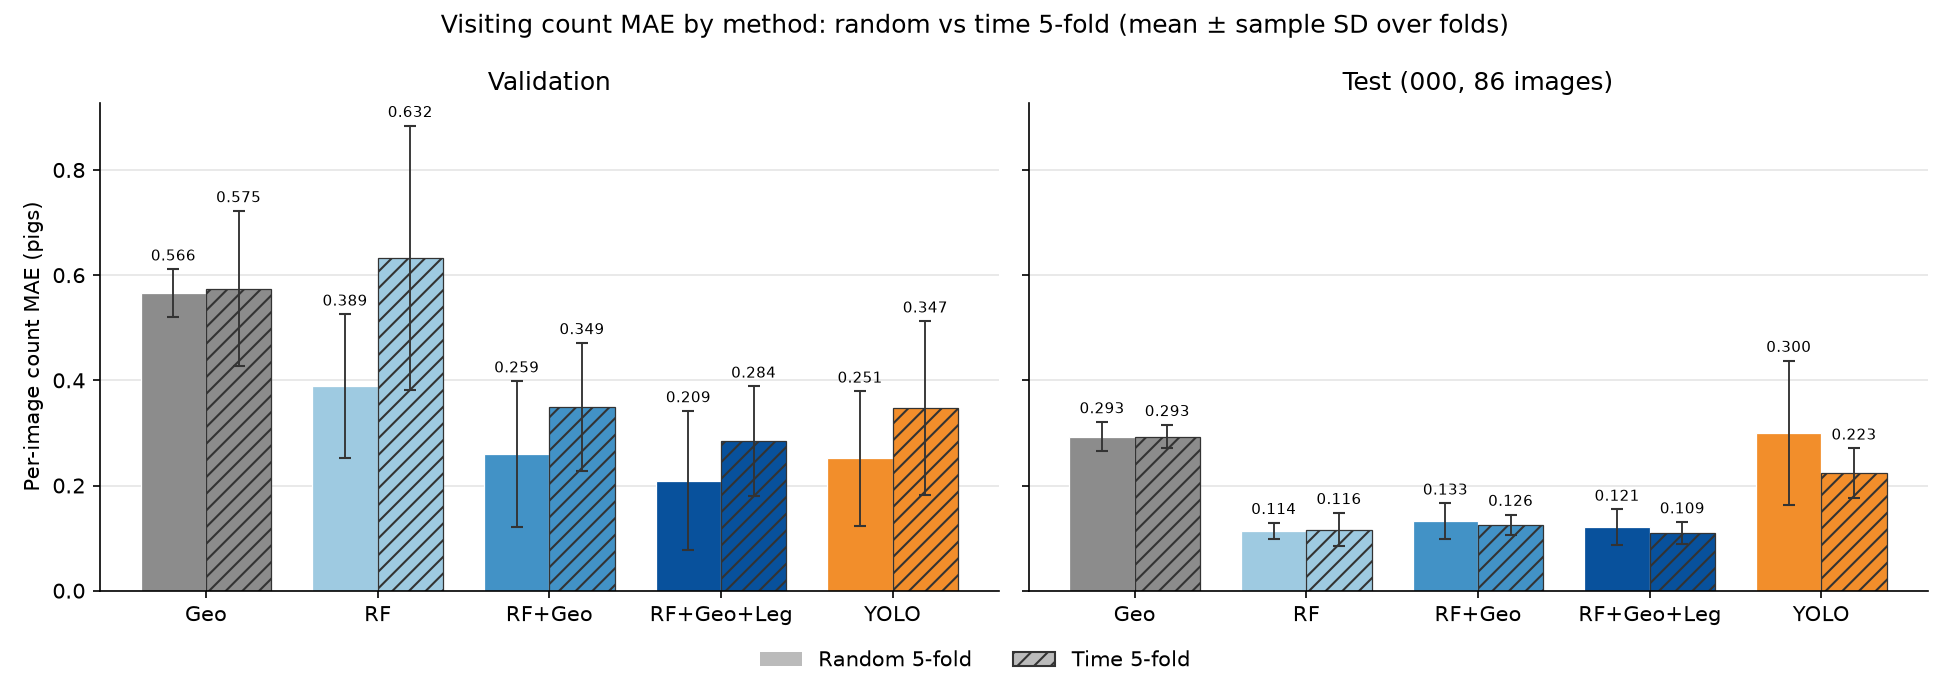 Visiting count MAE by method: random vs time 5-fold (mean ± sample SD over folds)
Validation
Per-image count MAE (pigs)
0.8
0.6
0.4
0.2
0.0
0.566
0.575
0.389
0.632
0.259
0.349
0.209
0.284
0.251
0.347
Geo
RF
RF+Geo
RF+Geo+Leg
YOLO
Test (000, 86 images)
0.293
0.293
0.114
0.116
0.133
0.126
0.121
0.109
0.300
0.223
Geo
RF
RF+Geo
RF+Geo+Leg
YOLO
Random 5-fold
Time 5-fold